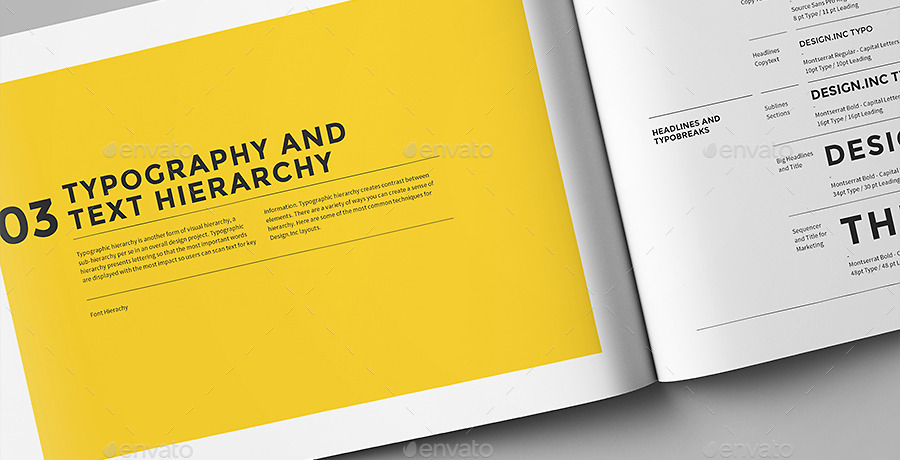 03
TYPOGRAPHY AND
TEXT HIERARCHY
Typographic hierarchy is another form of visual hierarchy, a
sub-hierarchy per se in an overall design project. Typographic
hierarchy presents lettering so that the most important words
are displayed with the most impact so users can scan text for key
information. Typographic hierarchy creates contrast between
elements. There are a variety of ways you can create a sense of
hierarchy. Here are some of the most common techniques for
Design.Inc layouts.
Font Hierachy
HEADLINES AND
TYPOBREAKS
Source Sans Pro
8 pt Type / 11 pt Leading
Headlines
Copytext
DESIGN.INC TYPO
-
Montserrat Regular - Capital Letters
10pt Type / 10pt Leading
Sublines
Sections
DESIGN.INC
-
Montserrat Bold - Capital
16pt Type / 16pt Leading
Big Headlines
and Title
-
Montserrat Bold - Capital
34pt Type / 30 pt Leading
Sequencer
and Title for
Marketing
-
Montserrat Bold -
48pt Type / 48 pt
envato
envato
envato
envato
envato
envato